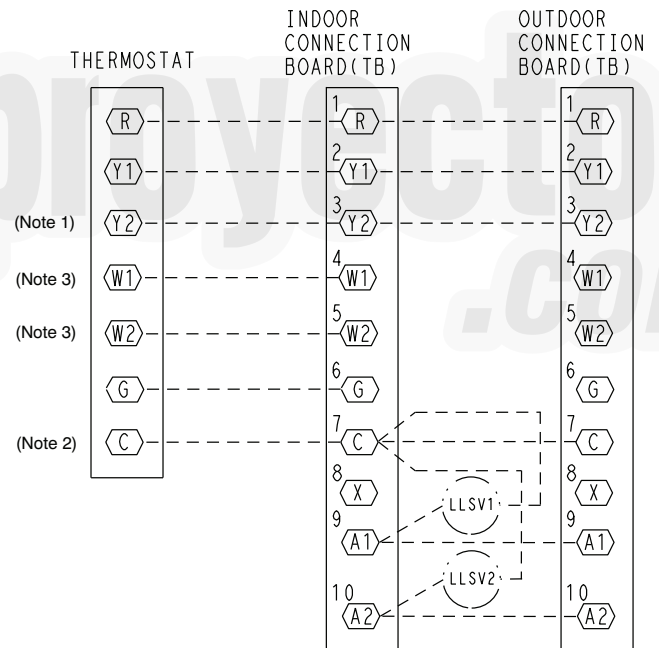 THERMOSTAT
INDOOR
CONNECTION
BOARD(TB)
OUTDOOR
CONNECTION
BOARD(TB)
R 1 R 1 R
Y1 2 Y1 2 Y1
(Note 1) Y2 3 Y2 3 Y2
(Note 3) W1 4 W1 4 W1
(Note 3) W2 5 W2 5 W2
G 6 G 6 G
(Note 2) C 7 C 7 C
8 X 8 X
LLSV1
9 A1 9 A1
LLSV2
10 A2 10 A2
proyecto
.co